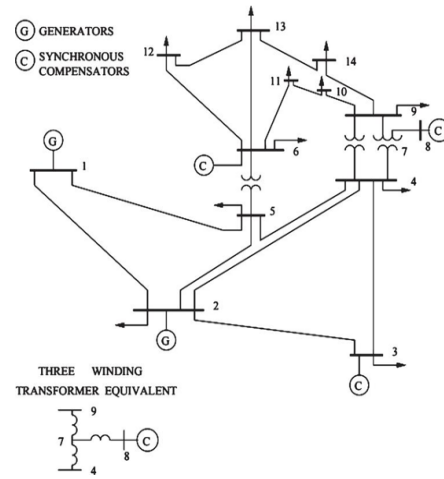 G GENERATORS
C SYNCHRONOUS
COMPENSATORS
13
12
14
11
10
9
C
8
7
6
C
G
1
5
4
2
G
3
C
THREE WINDING
TRANSFORMER EQUIVALENT
9
7
C
8
4